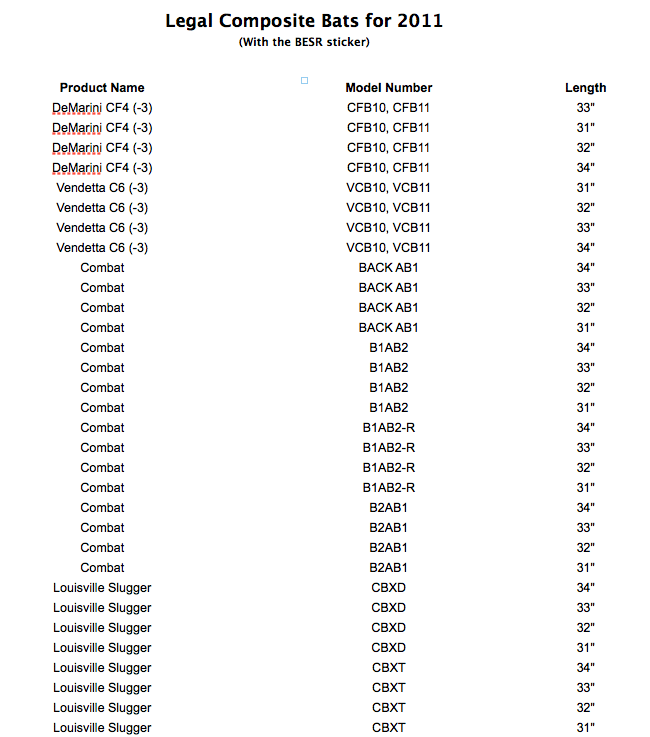 Legal Composite Bats for 2011
(With the BESR sticker)
Product Name Model Number Length
DeMarini CF4 (-3) CFB10, CFB11 33"
DeMarini CF4 (-3) CFB10, CFB11 31"
DeMarini CF4 (-3) CFB10, CFB11 32"
DeMarini CF4 (-3) CFB10, CFB11 34"
Vendetta C6 (-3) VCB10, VCB11 31"
Vendetta C6 (-3) VCB10, VCB11 32"
Vendetta C6 (-3) VCB10, VCB11 33"
Vendetta C6 (-3) VCB10, VCB11 34"
Combat BACK AB1 34"
Combat BACK AB1 33"
Combat BACK AB1 32"
Combat BACK AB1 31"
Combat B1AB2 34"
Combat B1AB2 33"
Combat B1AB2 32"
Combat B1AB2 31"
Combat B1AB2-R 34"
Combat B1AB2-R 33"
Combat B1AB2-R 32"
Combat B1AB2-R 31"
Combat B2AB1 34"
Combat B2AB1 33"
Combat B2AB1 32"
Combat B2AB1 31"
Louisville Slugger CBXD 34"
Louisville Slugger CBXD 33"
Louisville Slugger CBXD 32"
Louisville Slugger CBXD 31"
Louisville Slugger CBXT 34"
Louisville Slugger CBXT 33"
Louisville Slugger CBXT 32"
Louisville Slugger CBXT 31"